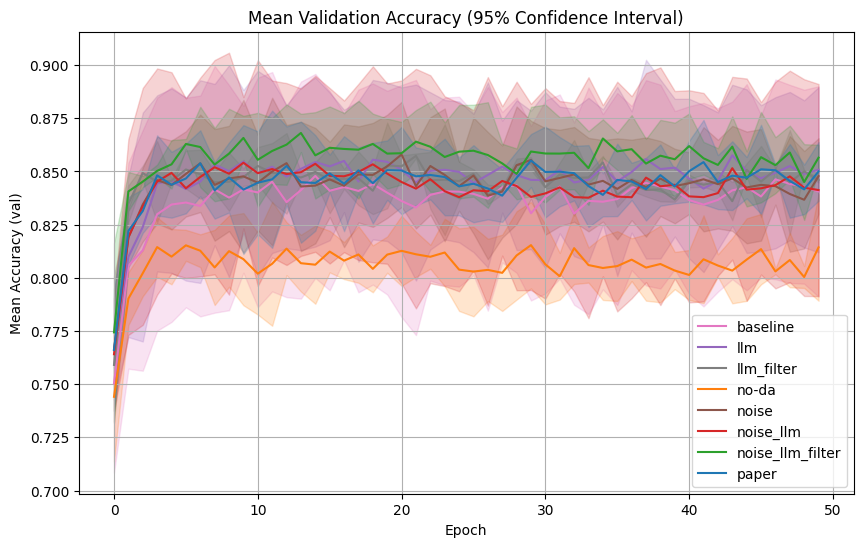 Mean Validation Accuracy (95% Confidence Interval)
Mean Accuracy (val)
0.900
0.875
0.850
0.825
0.800
0.775
0.750
0.725
0.700
baseline
llm
llm_filter
no-da
noise
noise_llm
noise_llm_filter
paper
0
10
20
30
40
50
Epoch